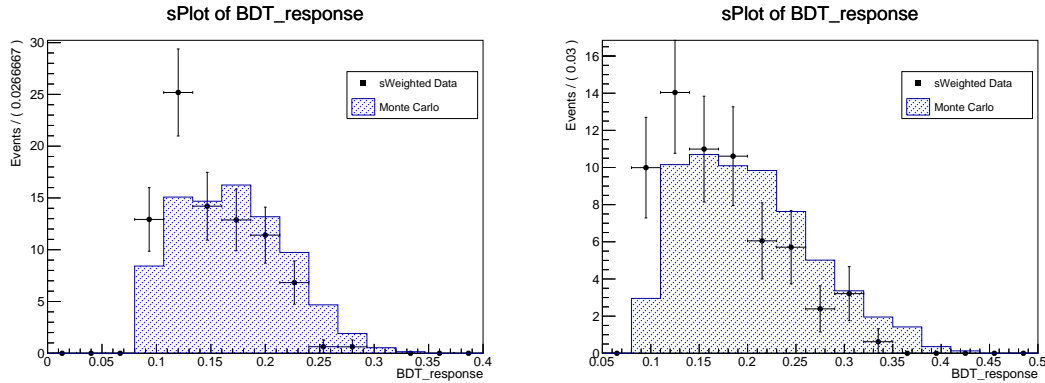 sPlot of BDT_response
Events / ( 0.0266667 )
30
25
20
15
10
5
0
sWeighted Data
Monte Carlo
0 0.05 0.1 0.15 0.2 0.25 0.3 0.35 0.4
BDT_response
sPlot of BDT_response
Events / ( 0.03 )
16
14
12
10
8
6
4
2
0
sWeighted Data
Monte Carlo
0.05 0.1 0.15 0.2 0.25 0.3 0.35 0.4 0.45 0.5
BDT_response